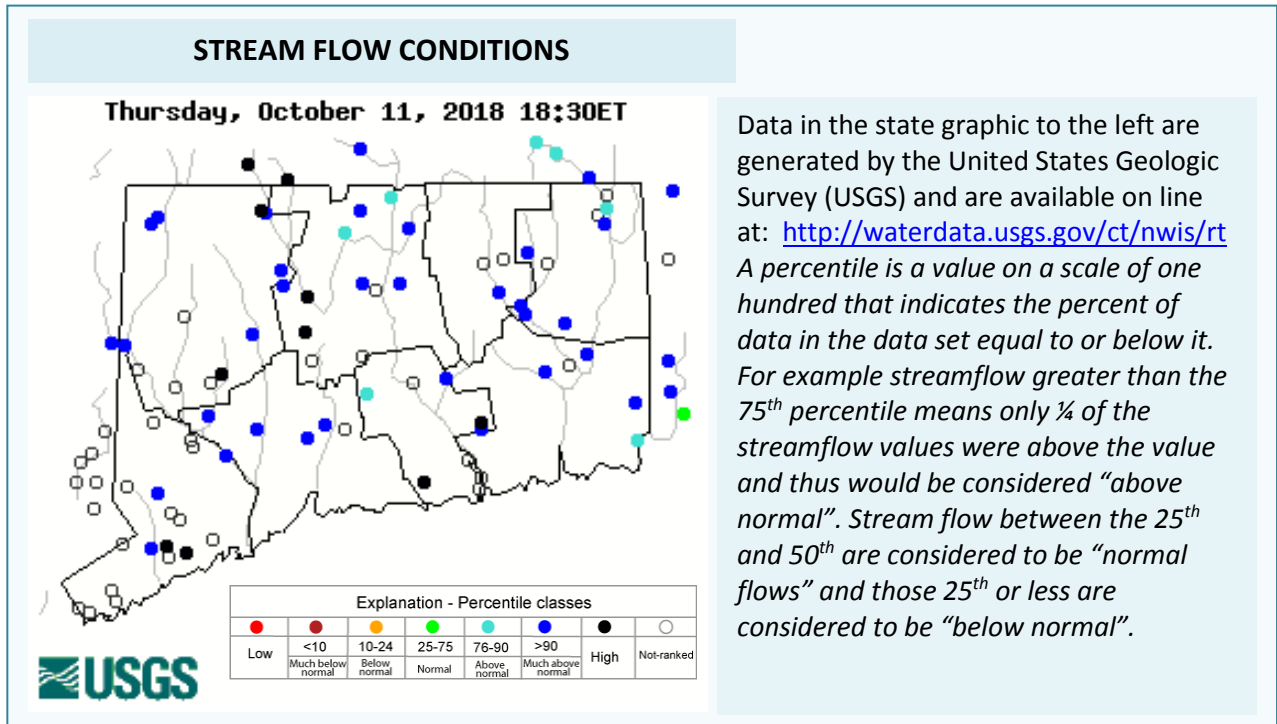 STREAM FLOW CONDITIONS
Thursday, October 11, 2018 18:30ET
Explanation - Percentile classes
Low
<10
10-24
25-75
76-90
>90
High
Not-ranked
Much below
normal
Below
normal
Normal
Above
normal
Much above
normal
USGS
Data in the state graphic to the left are
generated by the United States Geologic
Survey (USGS) and are available on line
at: http://waterdata.usgs.gov/ct/nwis/rt
A percentile is a value on a scale of one
hundred that indicates the percent of
data in the data set equal to or below it.
For example streamflow greater than the
75th percentile means only ¼ of the
streamflow values were above the value
and thus would be considered “above
normal”. Stream flow between the 25th
and 50th are considered to be “normal
flows” and those 25th or less are
considered to be “below normal”.